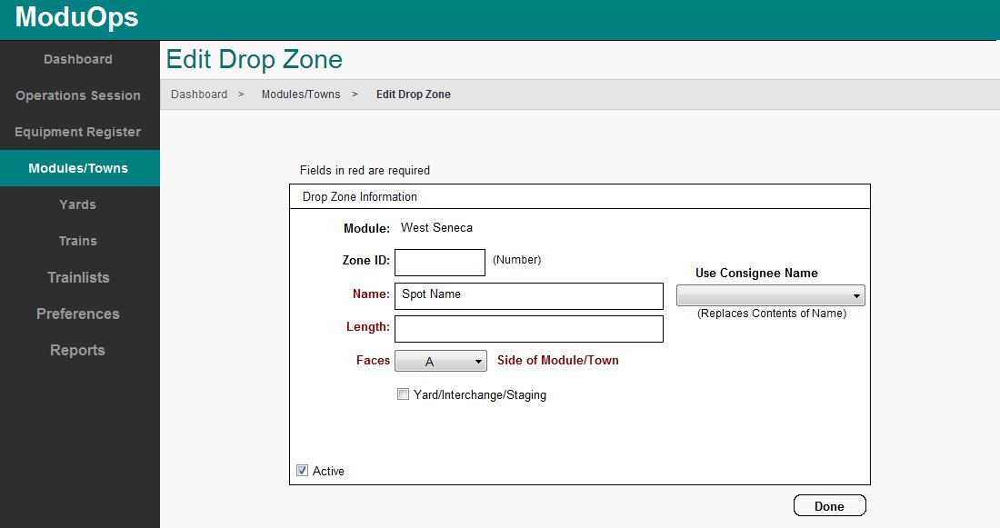 ModuOps
Dashboard
Operations Session
Equipment Register
Modules/Towns
Yards
Trains
Trainlists
Preferences
Reports
Edit Drop Zone
Dashboard > Modules/Towns > Edit Drop Zone
Fields in red are required
Drop Zone Information
Module: West Seneca
Zone ID: (Number)
Name: Spot Name
Use Consignee Name
(Replaces Contents of Name)
Length:
Faces A Side of Module/Town
Yard/Interchange/Staging
Active
Done